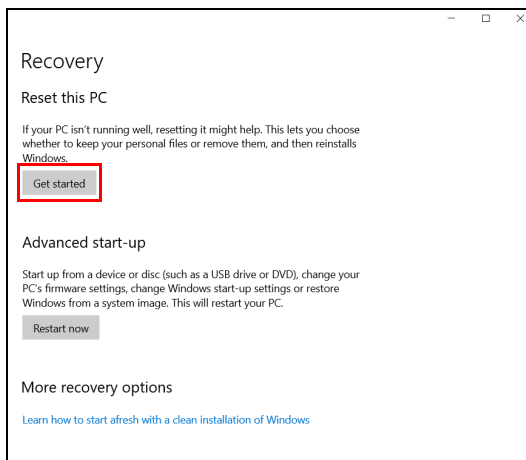 Recovery
Reset this PC
If your PC isn't running well, resetting it might help. This lets you choose
whether to keep your personal files or remove them, and then reinstalls
Windows.
Get started
Advanced start-up
Start up from a device or disc (such as a USB drive or DVD), change your
PC's firmware settings, change Windows start-up settings or restore
Windows from a system image. This will restart your PC.
Restart now
More recovery options
Learn how to start afresh with a clean installation of Windows